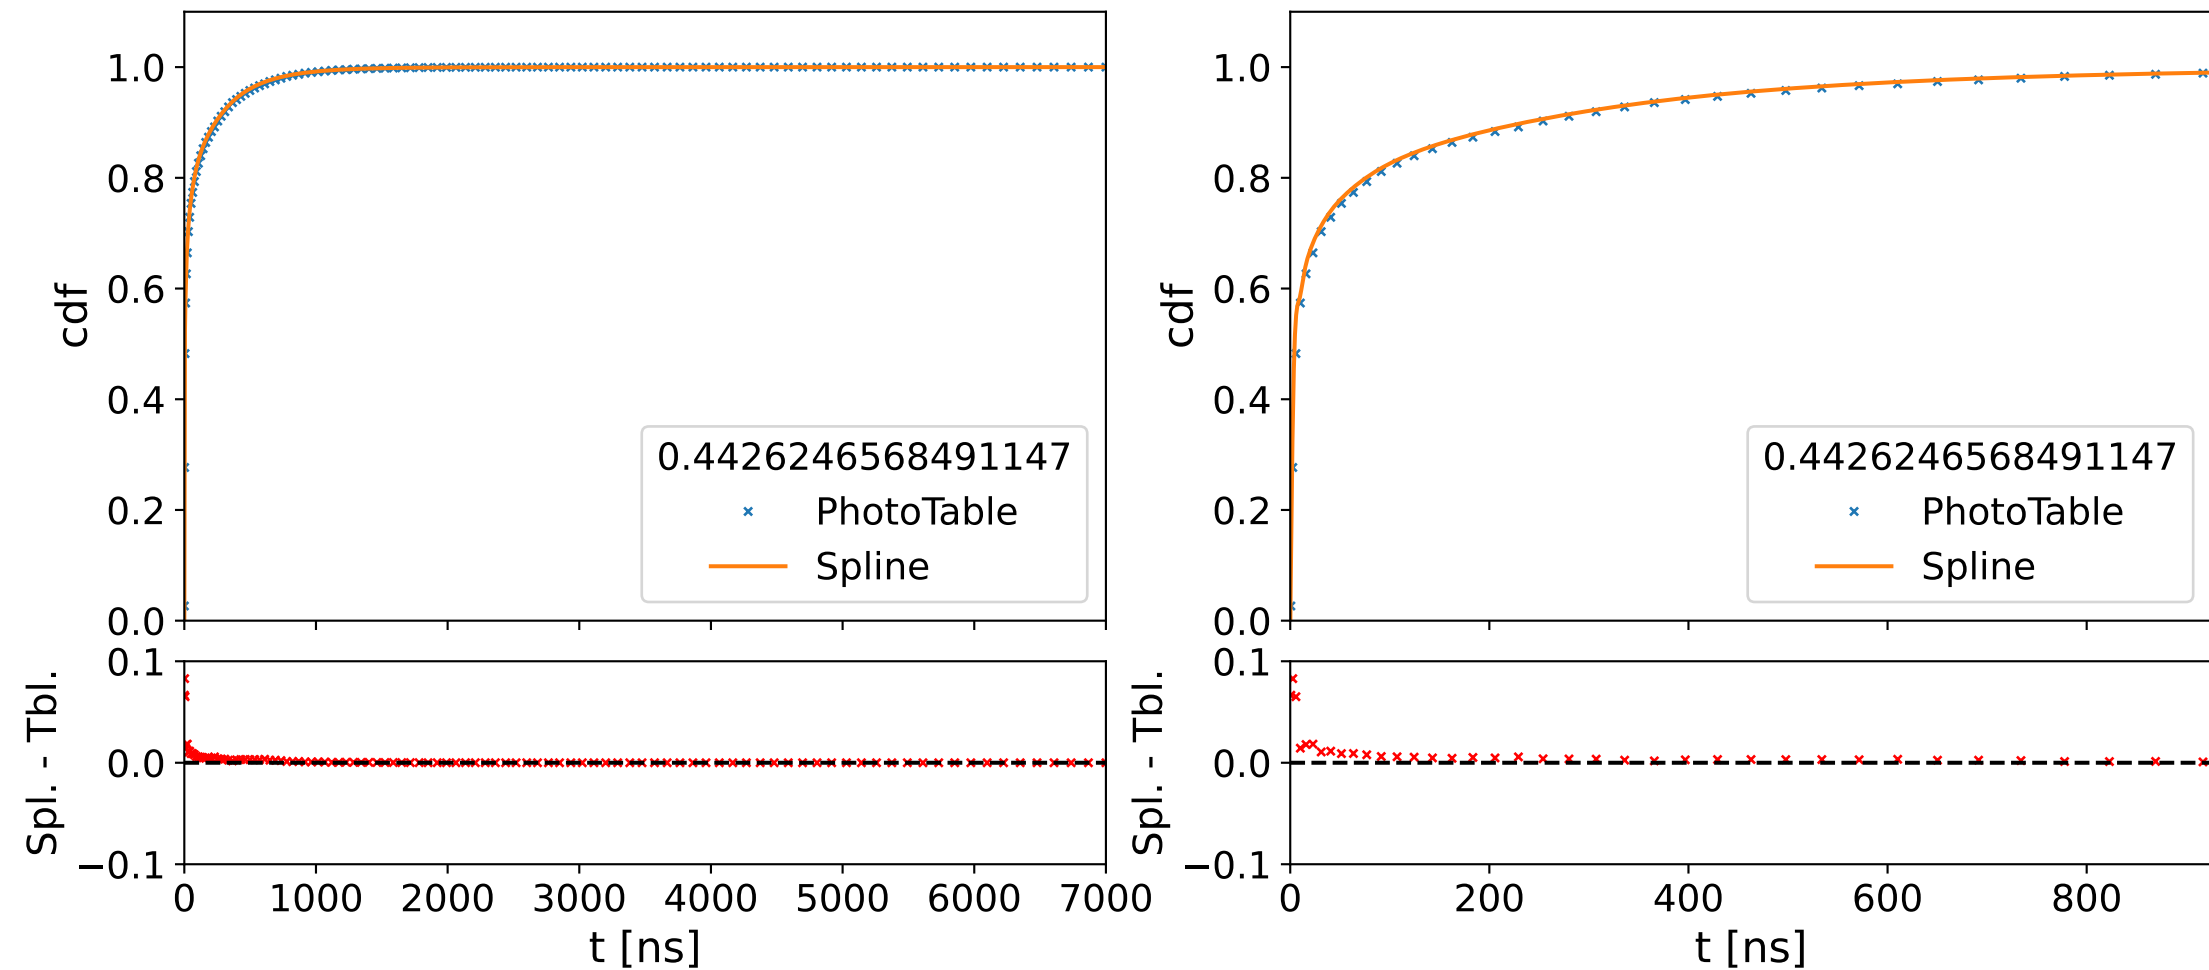 1.0
0.8
0.6
0.4
0.2
0.0
cdf
0.4426246568491147
PhotoTable
Spline
0.1
0.0
−0.1
Spl. - Tbl.
0 1000 2000 3000 4000 5000 6000 7000
t [ns]
1.0
0.8
0.6
0.4
0.2
0.0
cdf
0.4426246568491147
PhotoTable
Spline
0.1
0.0
−0.1
Spl. - Tbl.
0 200 400 600 800
t [ns]